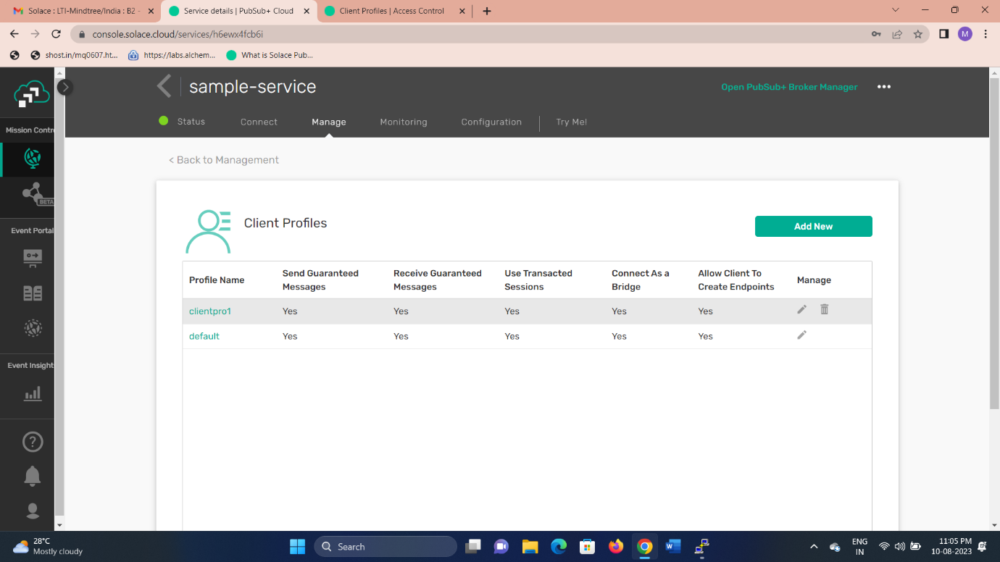 Solace : LTI-Mindtree/India : B2 -
Service details | PubSub+ Cloud
Client Profiles | Access Control
console.solace.cloud/services/h6ewx4fcb6i
M
shost.in/mq0607.ht...
https://labs.alchem...
What is Solace Pub...
sample-service
Open PubSub+ Broker Manager
Status
Connect
Manage
Monitoring
Configuration
Try Me!
Mission Contr
BETA
Event Portal
Event Insight
< Back to Management
Client Profiles
Add New
Profile Name
Send Guaranteed
Messages
Receive Guaranteed
Messages
Use Transacted
Sessions
Connect As a
Bridge
Allow Client To
Create Endpoints
Manage
clientpro1 Yes Yes Yes Yes Yes
default Yes Yes Yes Yes Yes
28°C
Mostly cloudy
Search
ENG
IN
11:05 PM
10-08-2023